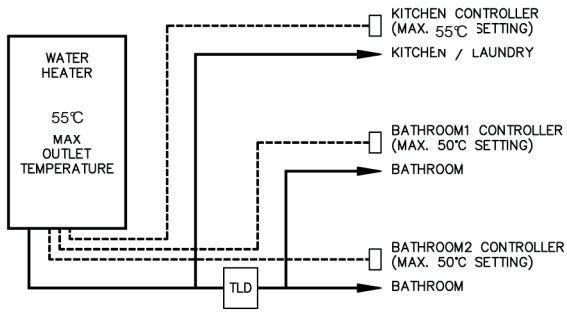 KITCHEN CONTROLLER
(MAX. 55℃ SETTING)
KITCHEN / LAUNDRY
WATER
HEATER
55℃
MAX
OUTLET
TEMPERATURE
BATHROOM1 CONTROLLER
(MAX. 50℃ SETTING)
BATHROOM
BATHROOM2 CONTROLLER
(MAX. 50℃ SETTING)
TLD
BATHROOM